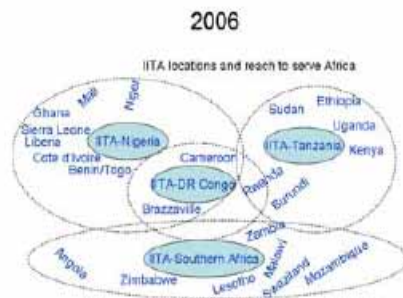 2006
IITA locations and reach to serve Africa
Ghana
Mali
Niger
Sierra Leone
Liberia
IITA-Nigeria
Cote d'Ivoire
Benin/Togo
Sudan
Ethiopia
Uganda
IITA-Tanzania
Kenya
Cameroon
IITA-DR Congo
Rwanda
Burundi
Brazzaville
Zambia
Angola
IITA-Southern Africa
Zimbabwe
Lesotho
Malawi
Swaziland
Mozambique